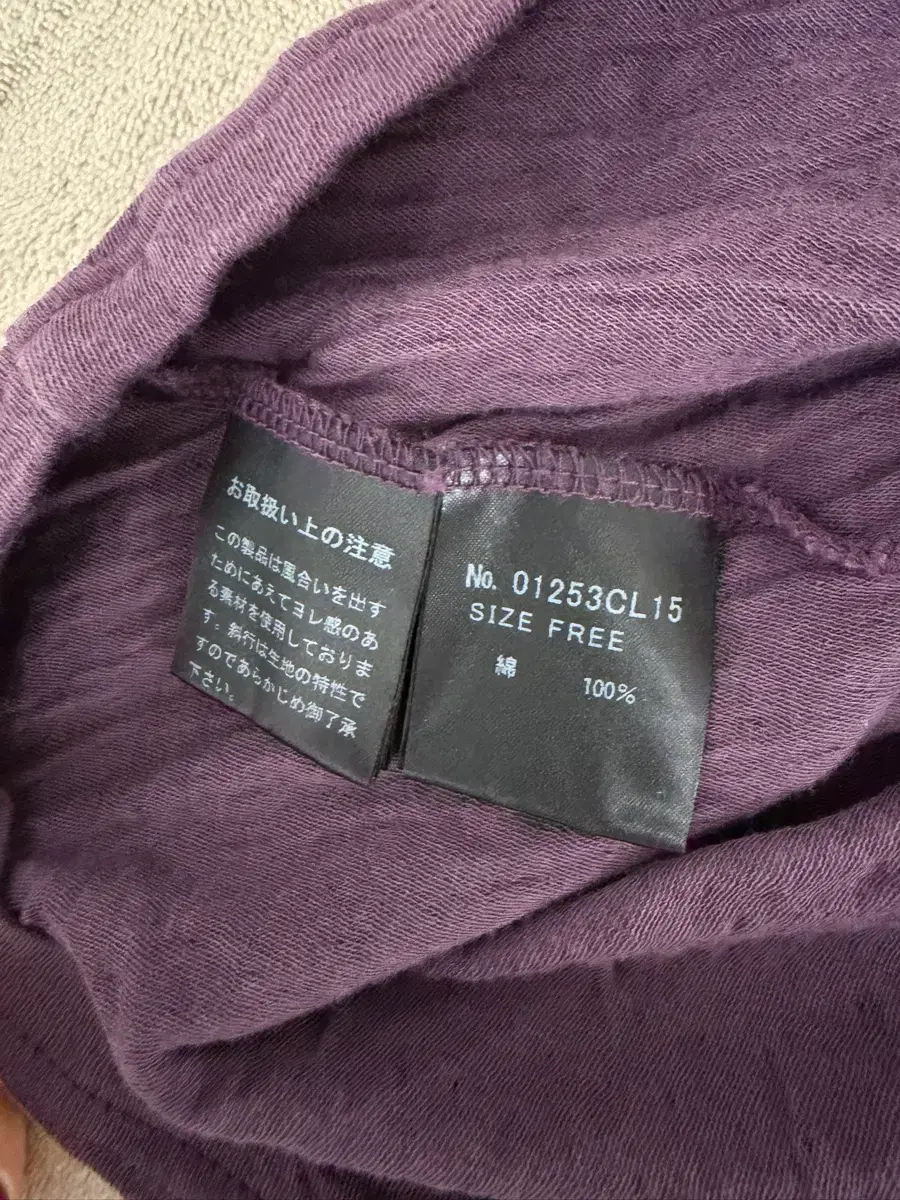 お取扱い上の注意
この製品は風合いを出す
ためにあえてヨレ感のあ
る素材を使用しておりま
す。斜行は生地の特性で
すのであらかじめ御了承
下さい。
No. 01253CL15
SIZE FREE
綿 100%